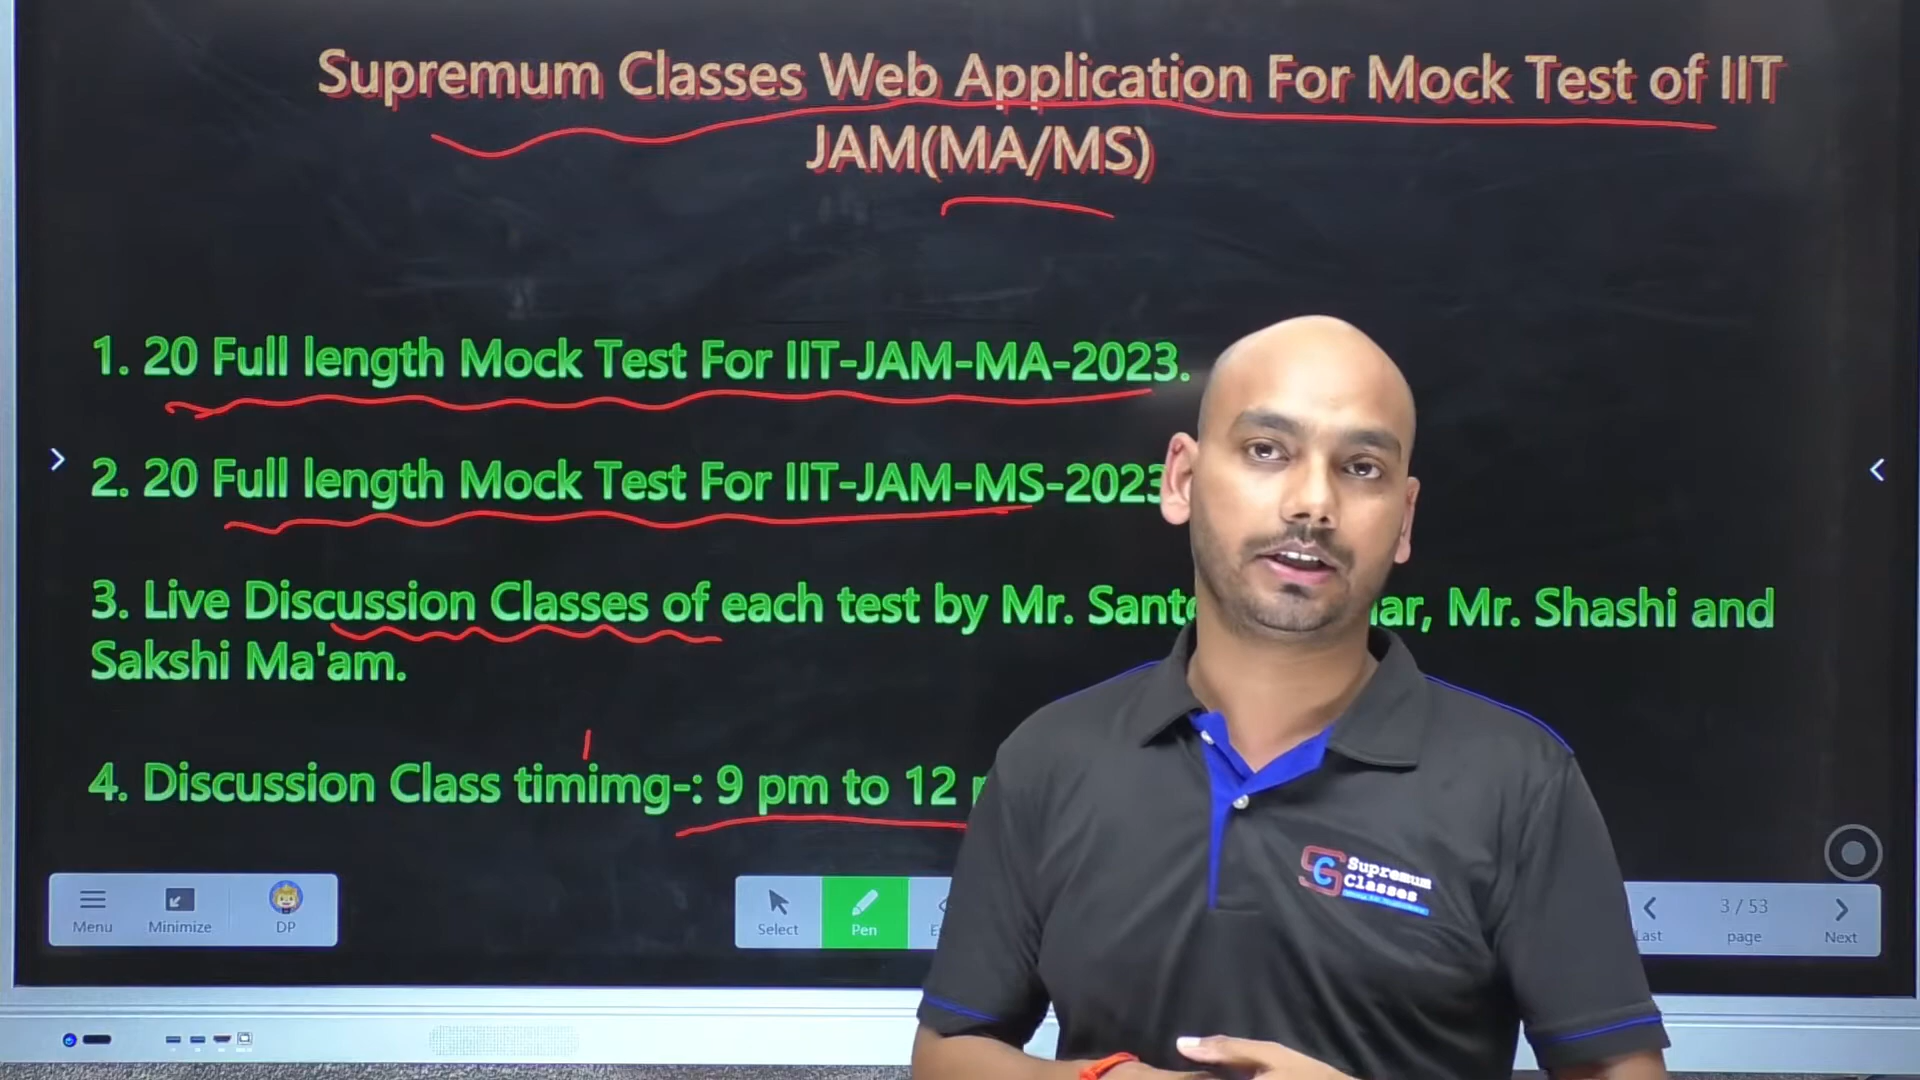 Supremum Classes Web Application For Mock Test of IIT
JAM(MA/MS)
1. 20 Full length Mock Test For IIT-JAM-MA-2023.
2. 20 Full length Mock Test For IIT-JAM-MS-2023
3. Live Discussion Classes of each test by Mr. , Mr. Shashi and
Sakshi Ma'am.
4. Discussion Class timimg-: 9 pm to 12
Supremum
Classes
Menu Minimize DP Select Pen Last 3 / 53 page Next